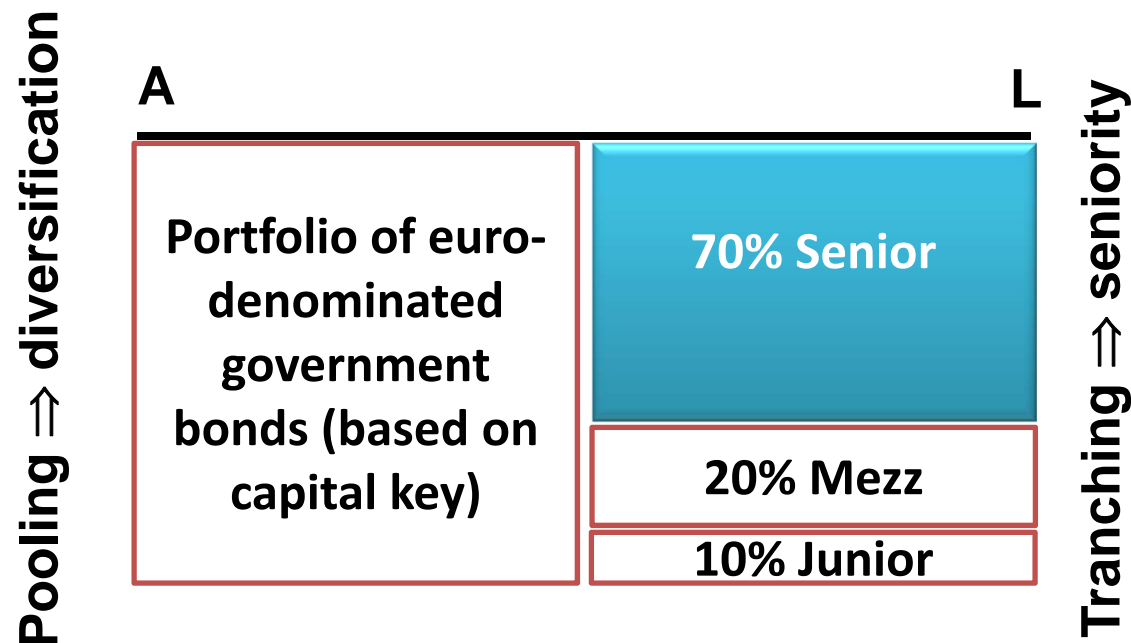 Pooling ⇒ diversification
A
L
Portfolio of euro-
denominated
government
bonds (based on
capital key)
70% Senior
20% Mezz
10% Junior
Tranching ⇒ seniority